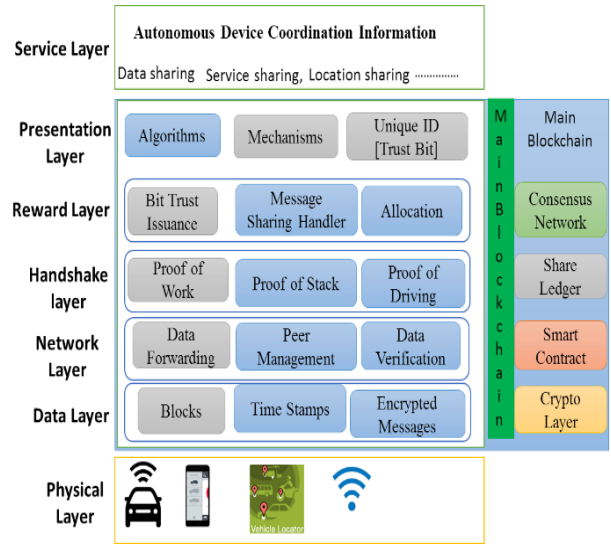 Service Layer
Autonomous Device Coordination Information
Data sharing Service sharing, Location sharing ...............
Presentation
Layer
Algorithms
Mechanisms
Unique ID
[Trust Bit]
Reward Layer
Bit Trust
Issuance
Message
Sharing Handler
Allocation
Handshake
layer
Proof of
Work
Proof of Stack
Proof of
Driving
Network
Layer
Data
Forwarding
Peer
Management
Data
Verification
Data Layer
Blocks
Time Stamps
Encrypted
Messages
Physical
Layer
Vehicle Locator
M
a
i
n
B
l
o
c
k
c
h
a
i
n
Main
Blockchain
Consensus
Network
Share
Ledger
Smart
Contract
Crypto
Layer